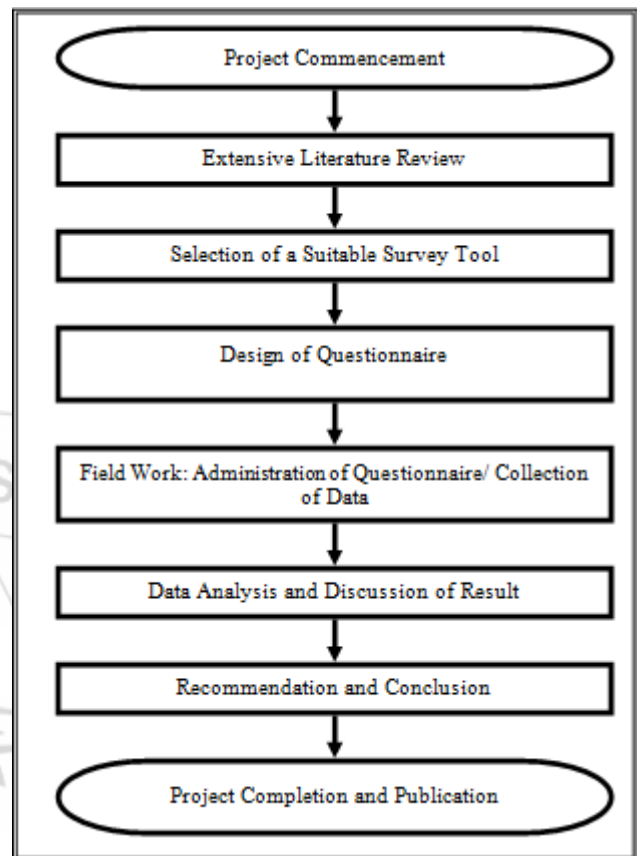 Project Commencement
Extensive Literature Review
Selection of a Suitable Survey Tool
Design of Questionnaire
Field Work: Administration of Questionnaire/ Collection
of Data
Data Analysis and Discussion of Result
Recommendation and Conclusion
Project Completion and Publication